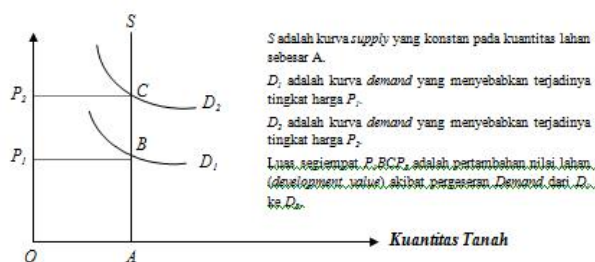 S
P₂
C
D₂
P₁
B
D₁
O
A
Kuantitas Tanah
S adalah kurva supply yang konstan pada kuantitas lahan
sebesar A.
D₁ adalah kurva demand yang menyebabkan terjadinya
tingkat harga P₁.
D₂ adalah kurva demand yang menyebabkan terjadinya
tingkat harga P₂.
Luas segiempat P₁BCP₂ adalah pertambahan nilai lahan
(development value) akibat pergeseran Demand dari D₁
ke D₂.